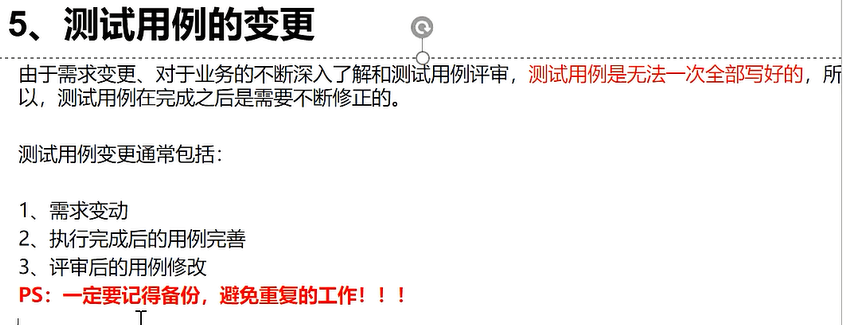 5、测试用例的变更
由于需求变更、对于业务的不断深入了解和测试用例评审，测试用例是无法一次全部写好的，所
以，测试用例在完成之后是需要不断修正的。
测试用例变更通常包括：
1、需求变动
2、执行完成后的用例完善
3、评审后的用例修改
PS：一定要记得备份，避免重复的工作！！！